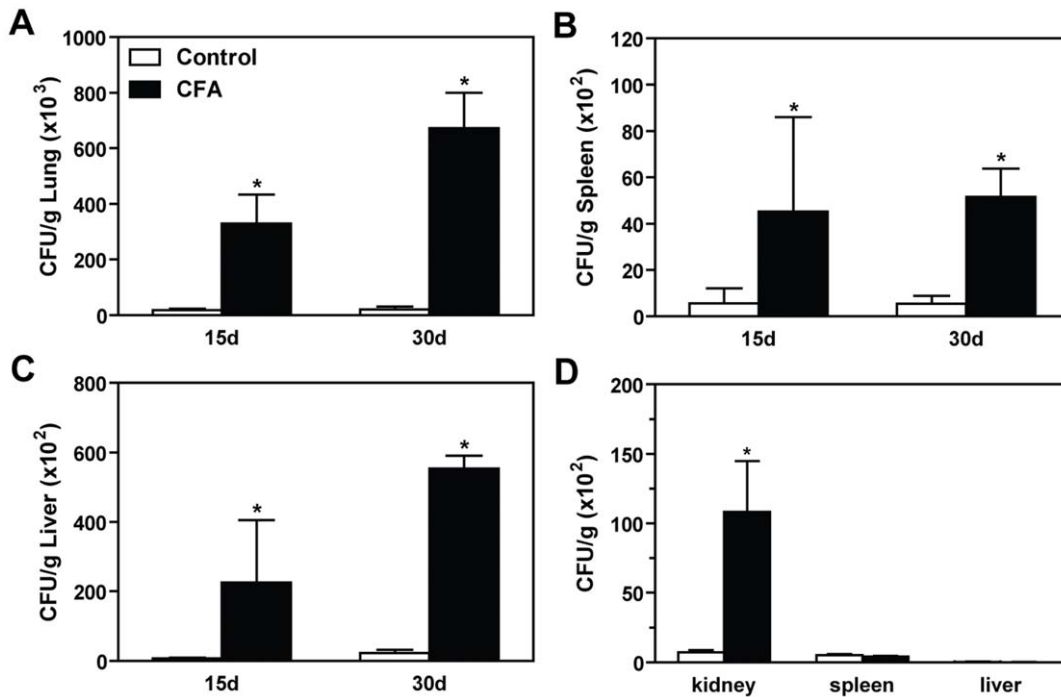 A
CFU/g Lung (x10³)
1000
800
600
400
200
0
Control
CFA
*
*
15d
30d
B
CFU/g Spleen (x10²)
120
100
80
60
40
20
0
*
*
15d
30d
C
CFU/g Liver (x10²)
800
600
400
200
0
*
*
15d
30d
D
CFU/g (x10²)
200
150
100
50
0
*
kidney
spleen
liver